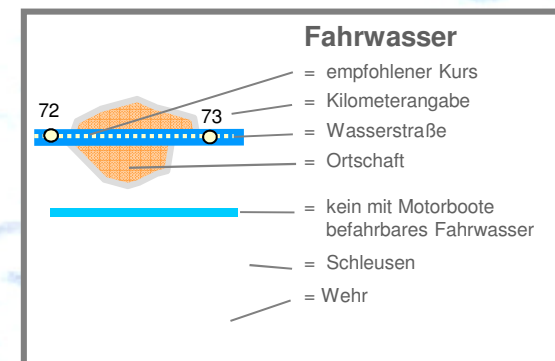 Fahrwasser
= empfohlener Kurs
72
73
= Kilometerangabe
= Wasserstraße
= Ortschaft
= kein mit Motorboote
befahrbares Fahrwasser
= Schleusen
= Wehr